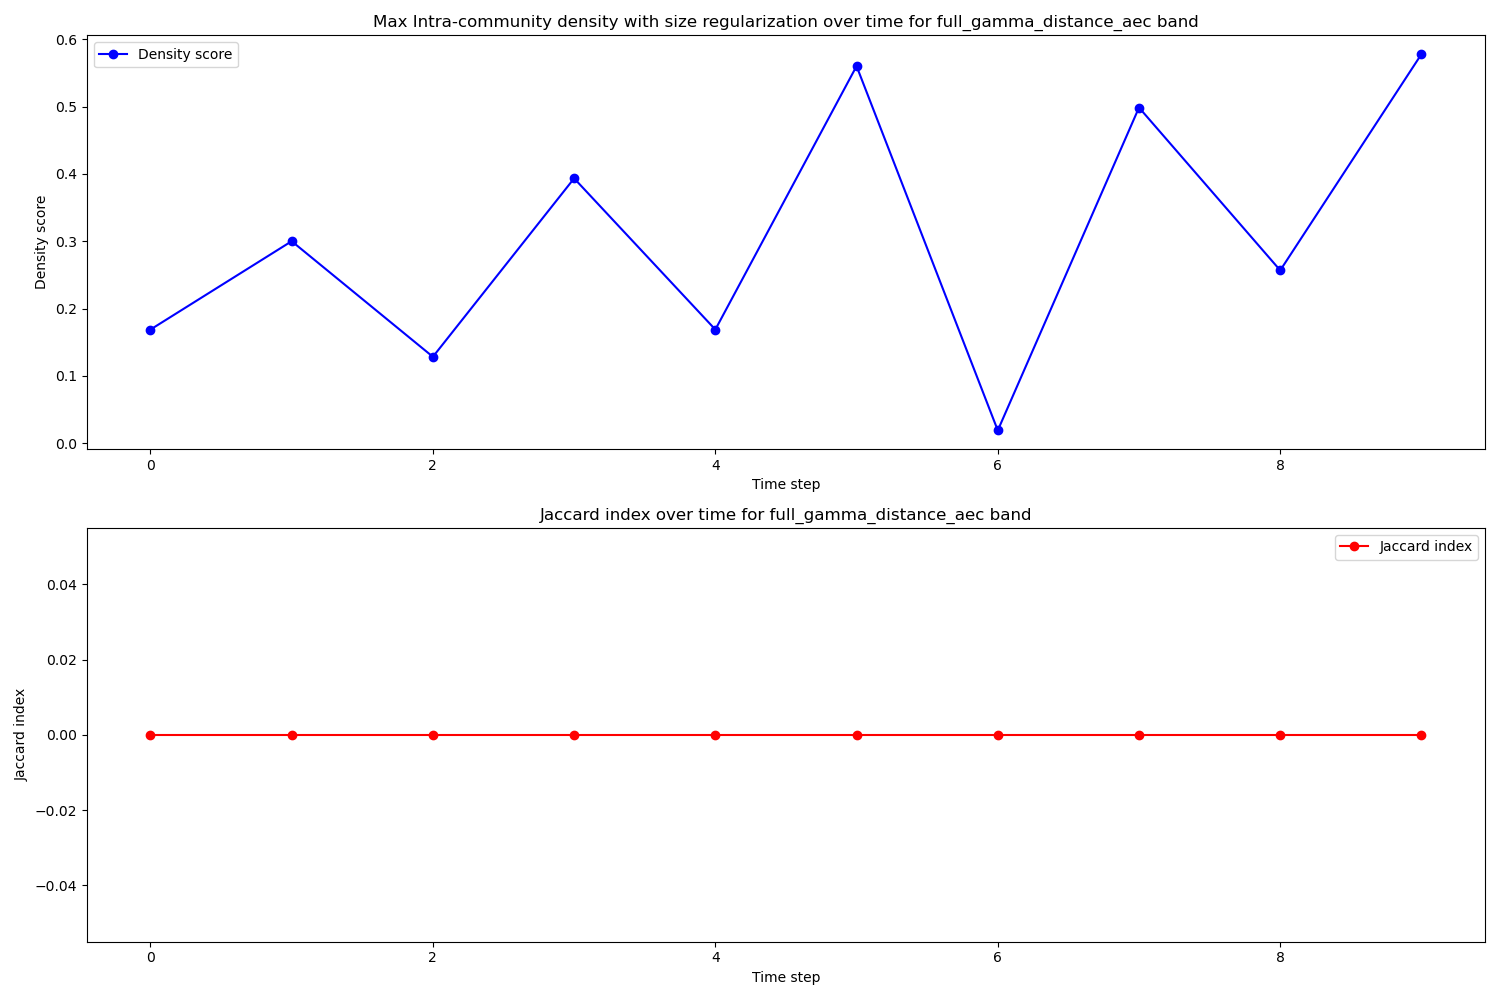 Max Intra-community density with size regularization over time for full_gamma_distance_aec band
Density score
0.6
0.5
0.4
0.3
0.2
0.1
0.0
Density score
0 2 4 6 8
Time step
Jaccard index over time for full_gamma_distance_aec band
Jaccard index
0.04
0.02
0.00
−0.02
−0.04
Jaccard index
0 2 4 6 8
Time step